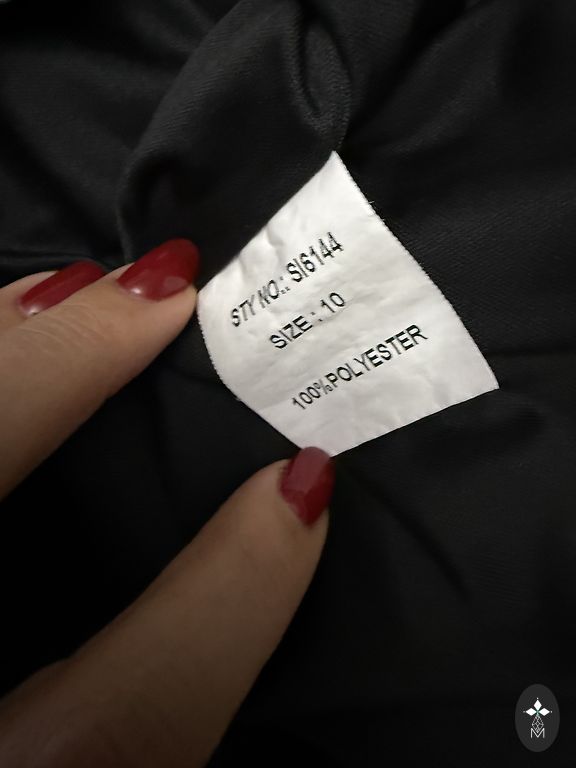 STY NO.: SI6144
SIZE : 10
100%POLYESTER
M